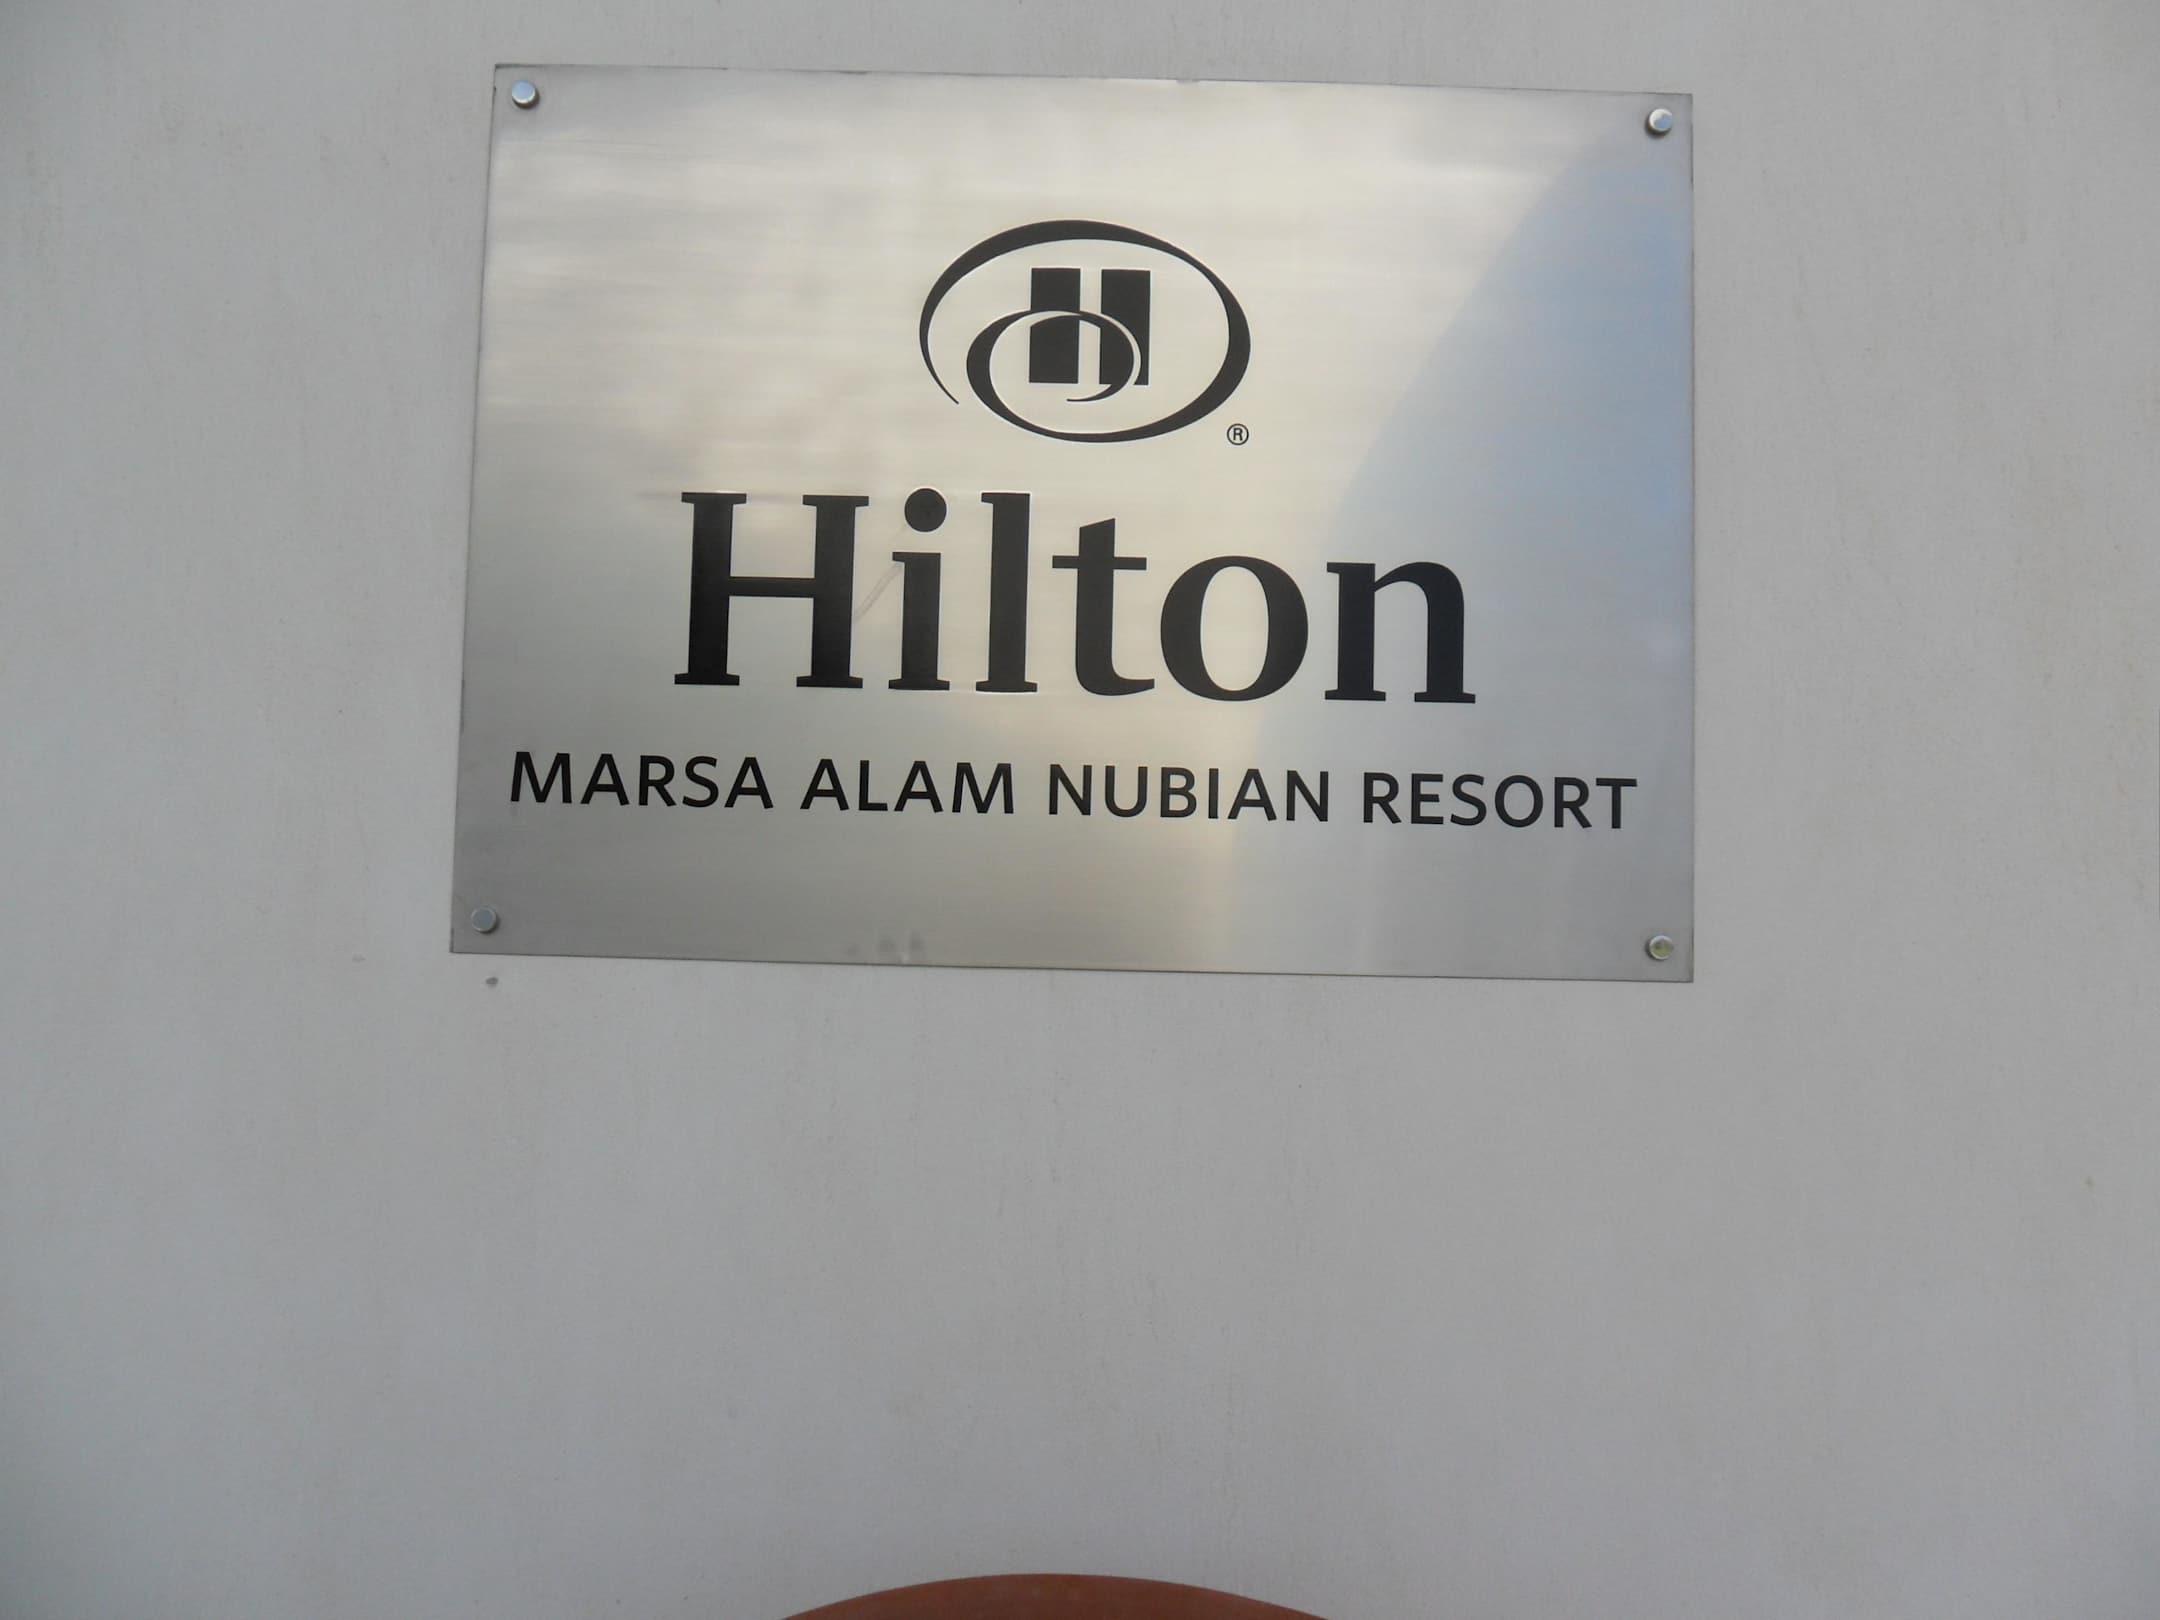 H
®
Hilton
MARSA ALAM NUBIAN RESORT